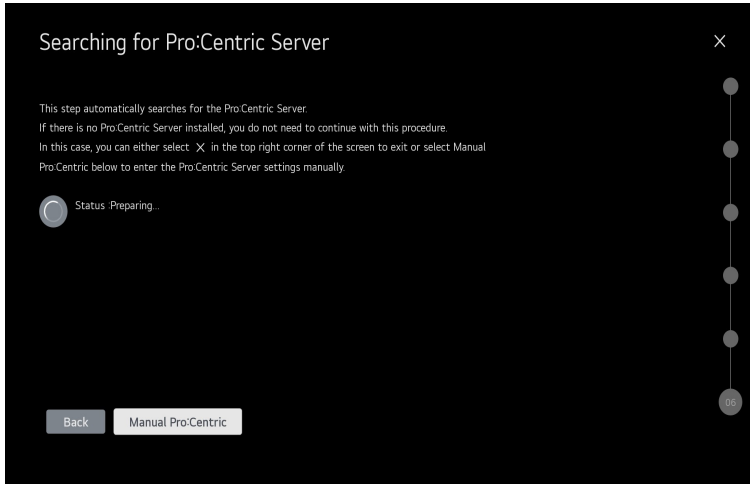 Searching for Pro:Centric Server
X
This step automatically searches for the Pro:Centric Server.
If there is no Pro:Centric Server installed, you do not need to continue with this procedure.
In this case, you can either select X in the top right corner of the screen to exit or select Manual
Pro:Centric below to enter the Pro:Centric Server settings manually.
Status :Preparing...
06
Back
Manual Pro:Centric